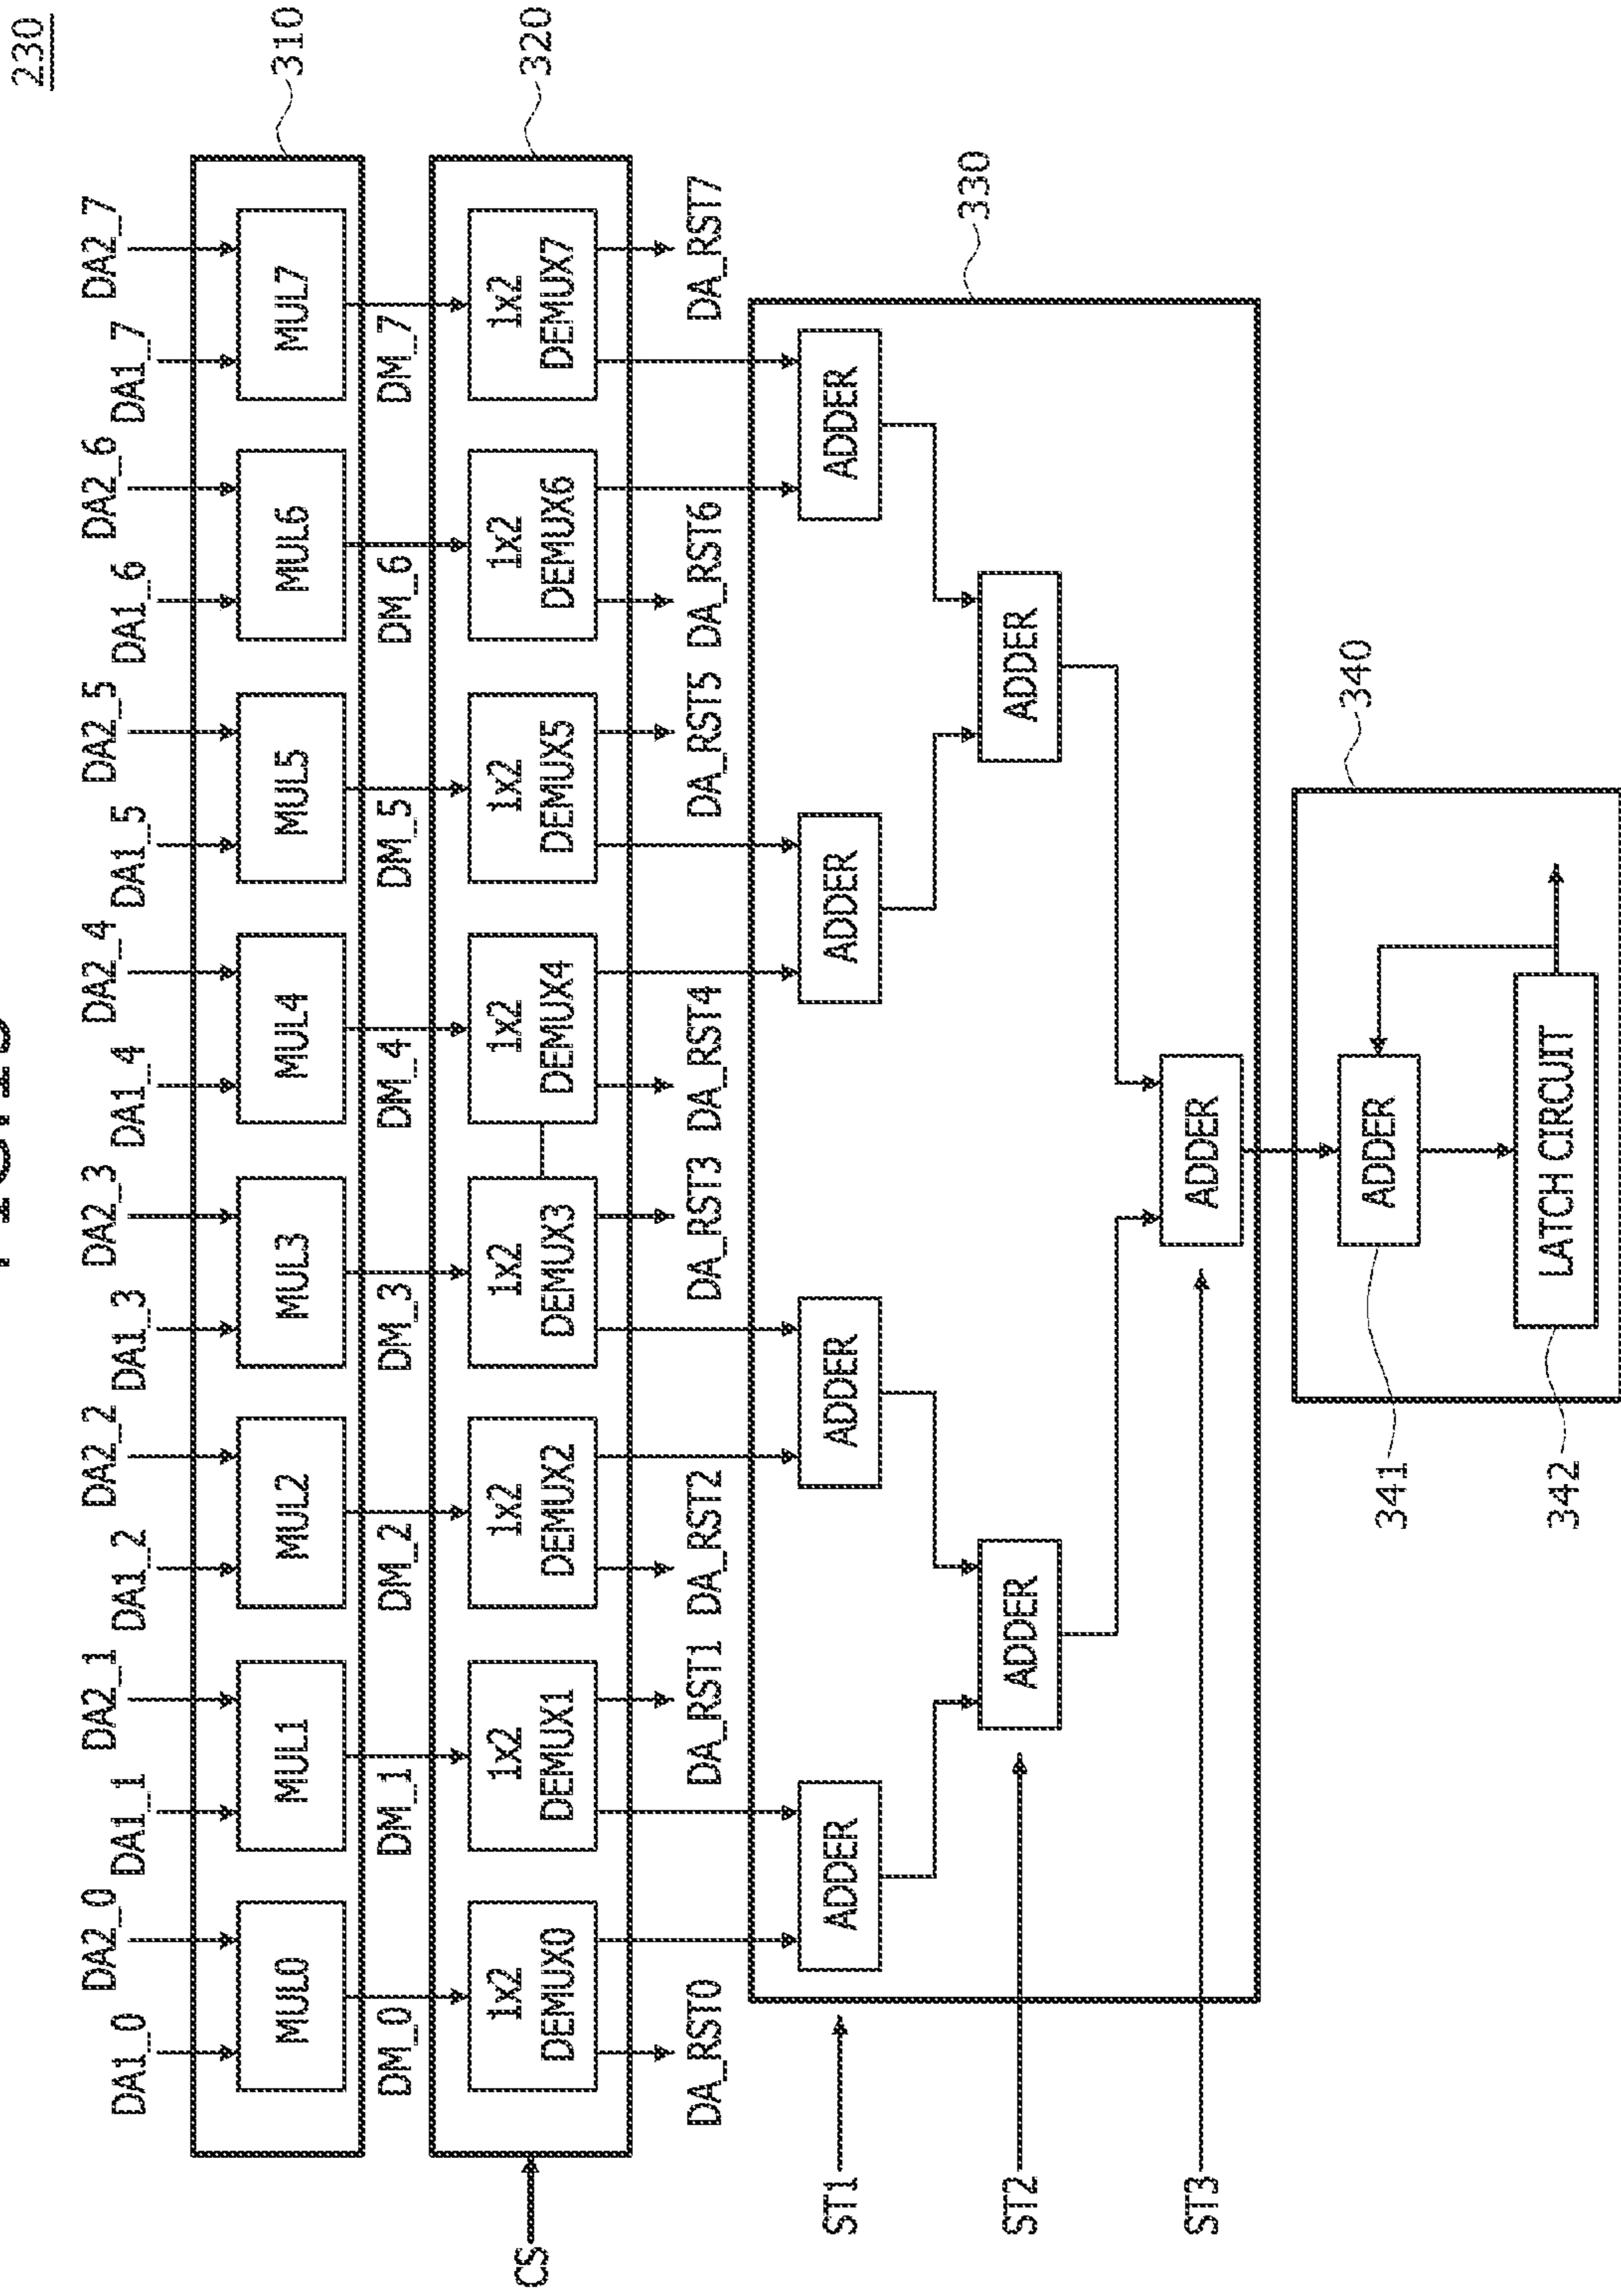 230
DA1_0 DA2_0 DA1_1 DA2_1 DA1_2 DA2_2 DA1_3 DA2_3 DA1_4 DA2_4 DA1_5 DA2_5 DA1_6 DA2_6 DA1_7 DA2_7
310
MUL0 MUL1 MUL2 MUL3 MUL4 MUL5 MUL6 MUL7
DM_0 DM_1 DM_2 DM_3 DM_4 DM_5 DM_6 DM_7
320
CS
1x2 1x2 1x2 1x2 1x2 1x2 1x2 1x2
DEMUX0 DEMUX1 DEMUX2 DEMUX3 DEMUX4 DEMUX5 DEMUX6 DEMUX7
DA_RST0 DA_RST1 DA_RST2 DA_RST3 DA_RST4 DA_RST5 DA_RST6 DA_RST7
330
ST1
ADDER ADDER ADDER ADDER
ST2
ADDER ADDER
ST3
ADDER
340
341
ADDER
342
LATCH CIRCUIT